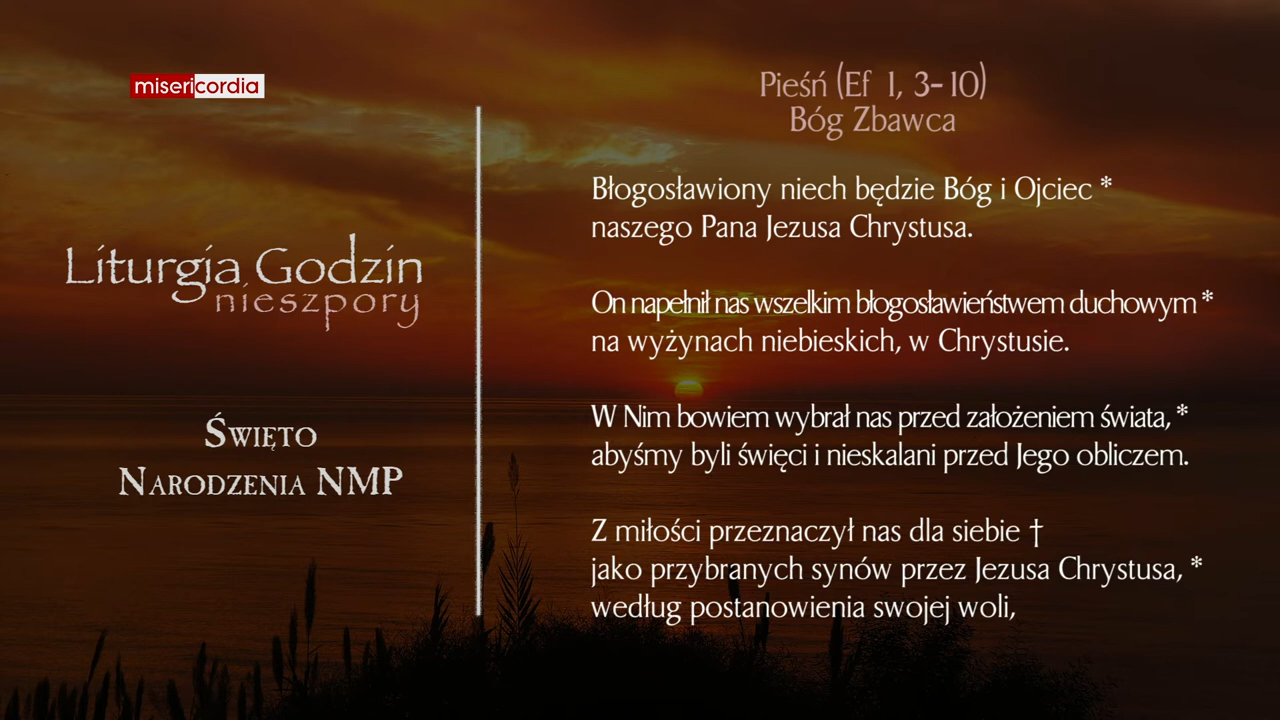 misericordia
Liturgia Godzin
nieszpory
Święto
Narodzenia NMP
Pieśń (Ef 1, 3-10)
Bóg Zbawca
Błogosławiony niech będzie Bóg i Ojciec *
naszego Pana Jezusa Chrystusa.
On napełnił nas wszelkim błogosławieństwem duchowym *
na wyżynach niebieskich, w Chrystusie.
W Nim bowiem wybrał nas przed założeniem świata, *
abyśmy byli święci i nieskalani przed Jego obliczem.
Z miłości przeznaczył nas dla siebie †
jako przybranych synów przez Jezusa Chrystusa, *
według postanowienia swojej woli,